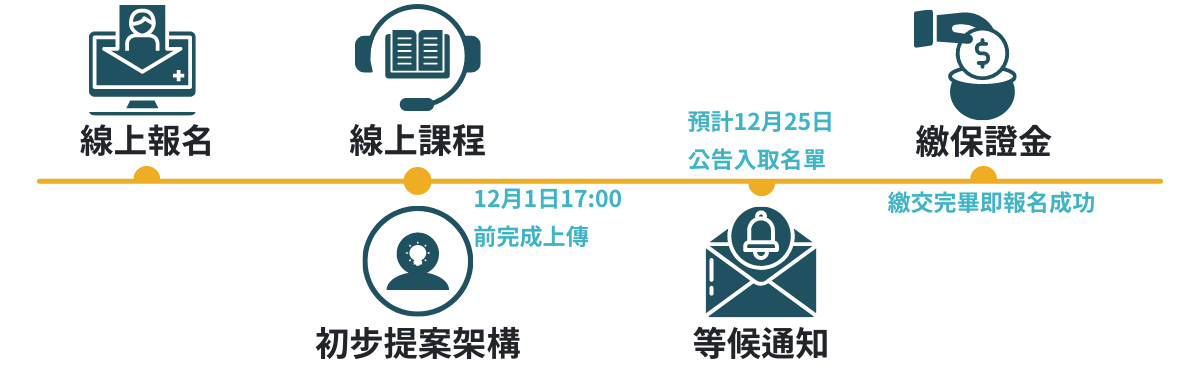 線上報名
線上課程
初步提案架構
12月1日17:00
前完成上傳
預計12月25日
公告入取名單
等候通知
繳保證金
繳交完畢即報名成功